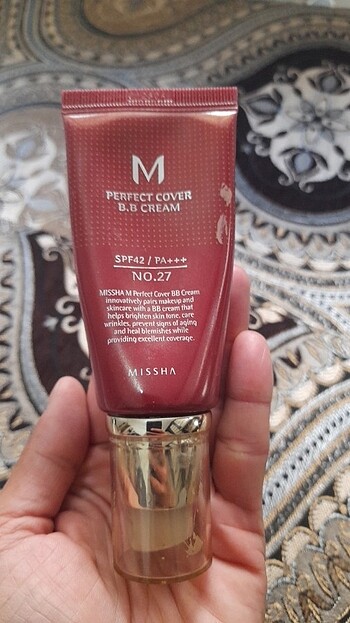 M
PERFECT COVER
B.B CREAM
SPF42 / PA+++
NO.27
MISSHA M Perfect Cover BB Cream
innovatively pairs makeup and
skincare with a BB cream that
helps brighten skin tone, care
wrinkles, prevent signs of aging
and heal blemishes while
providing excellent coverage.
MISSHA